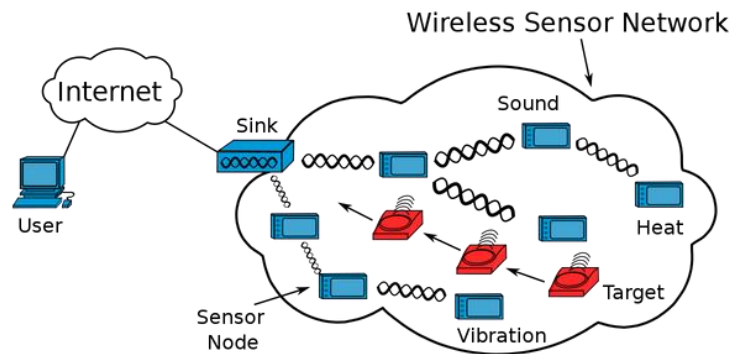 Wireless Sensor Network
Internet
Sink
Sound
User
Heat
Target
Sensor
Node
Vibration